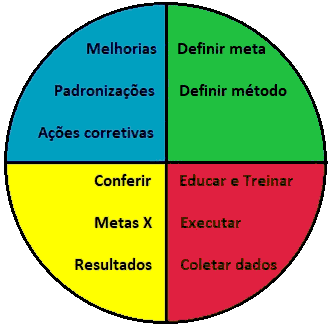 Melhorias
Padronizações
Ações corretivas
Definir meta
Definir método
Conferir
Metas X
Resultados
Educar e Treinar
Executar
Coletar dados